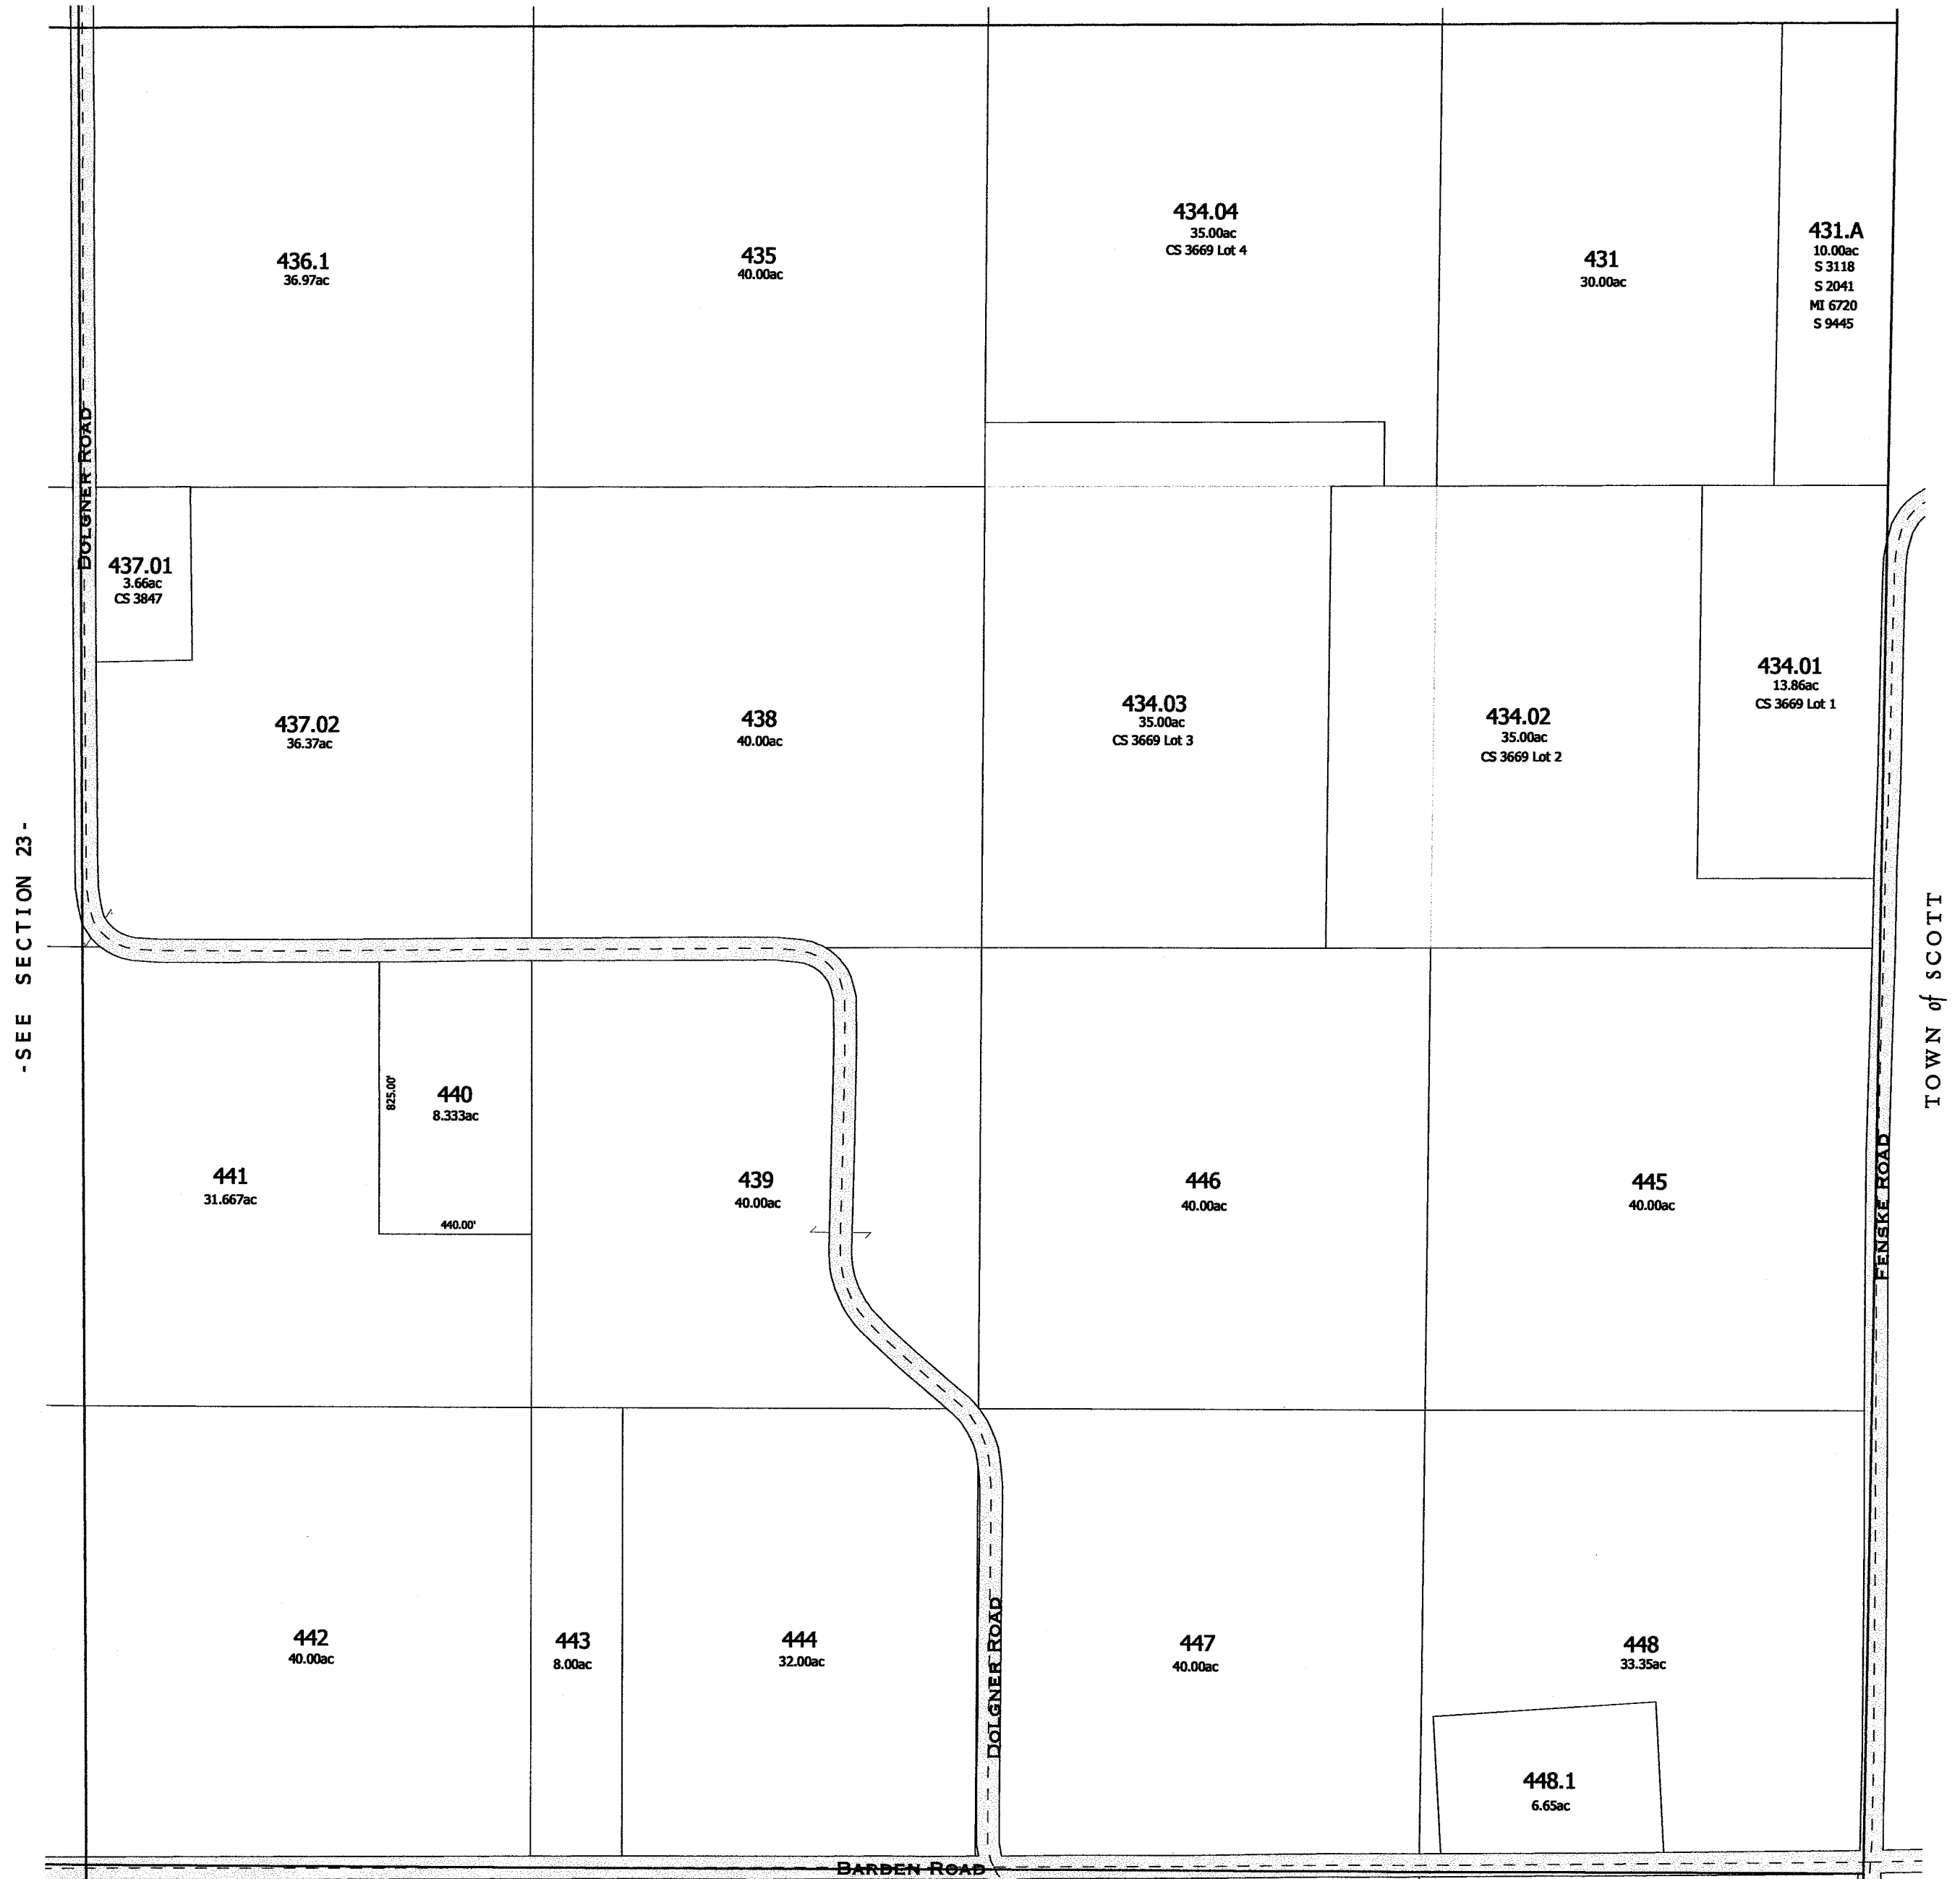 436.1
36.97ac
435
40.00ac
434.04
35.00ac
CS 3669 Lot 4
431
30.00ac
431.A
10.00ac
S 3118
S 2041
MI 6720
S 9445
DOLGNER ROAD
437.01
3.66ac
CS 3847
437.02
36.37ac
438
40.00ac
434.03
35.00ac
CS 3669 Lot 3
434.02
35.00ac
CS 3669 Lot 2
434.01
13.86ac
CS 3669 Lot 1
-SEE SECTION 23-
TOWN of SCOTT
441
31.667ac
825.00'
440
8.333ac
440.00'
439
40.00ac
446
40.00ac
445
40.00ac
FENSKE ROAD
442
40.00ac
443
8.00ac
444
32.00ac
DOLGNER ROAD
447
40.00ac
448
33.35ac
448.1
6.65ac
BARDEN ROAD